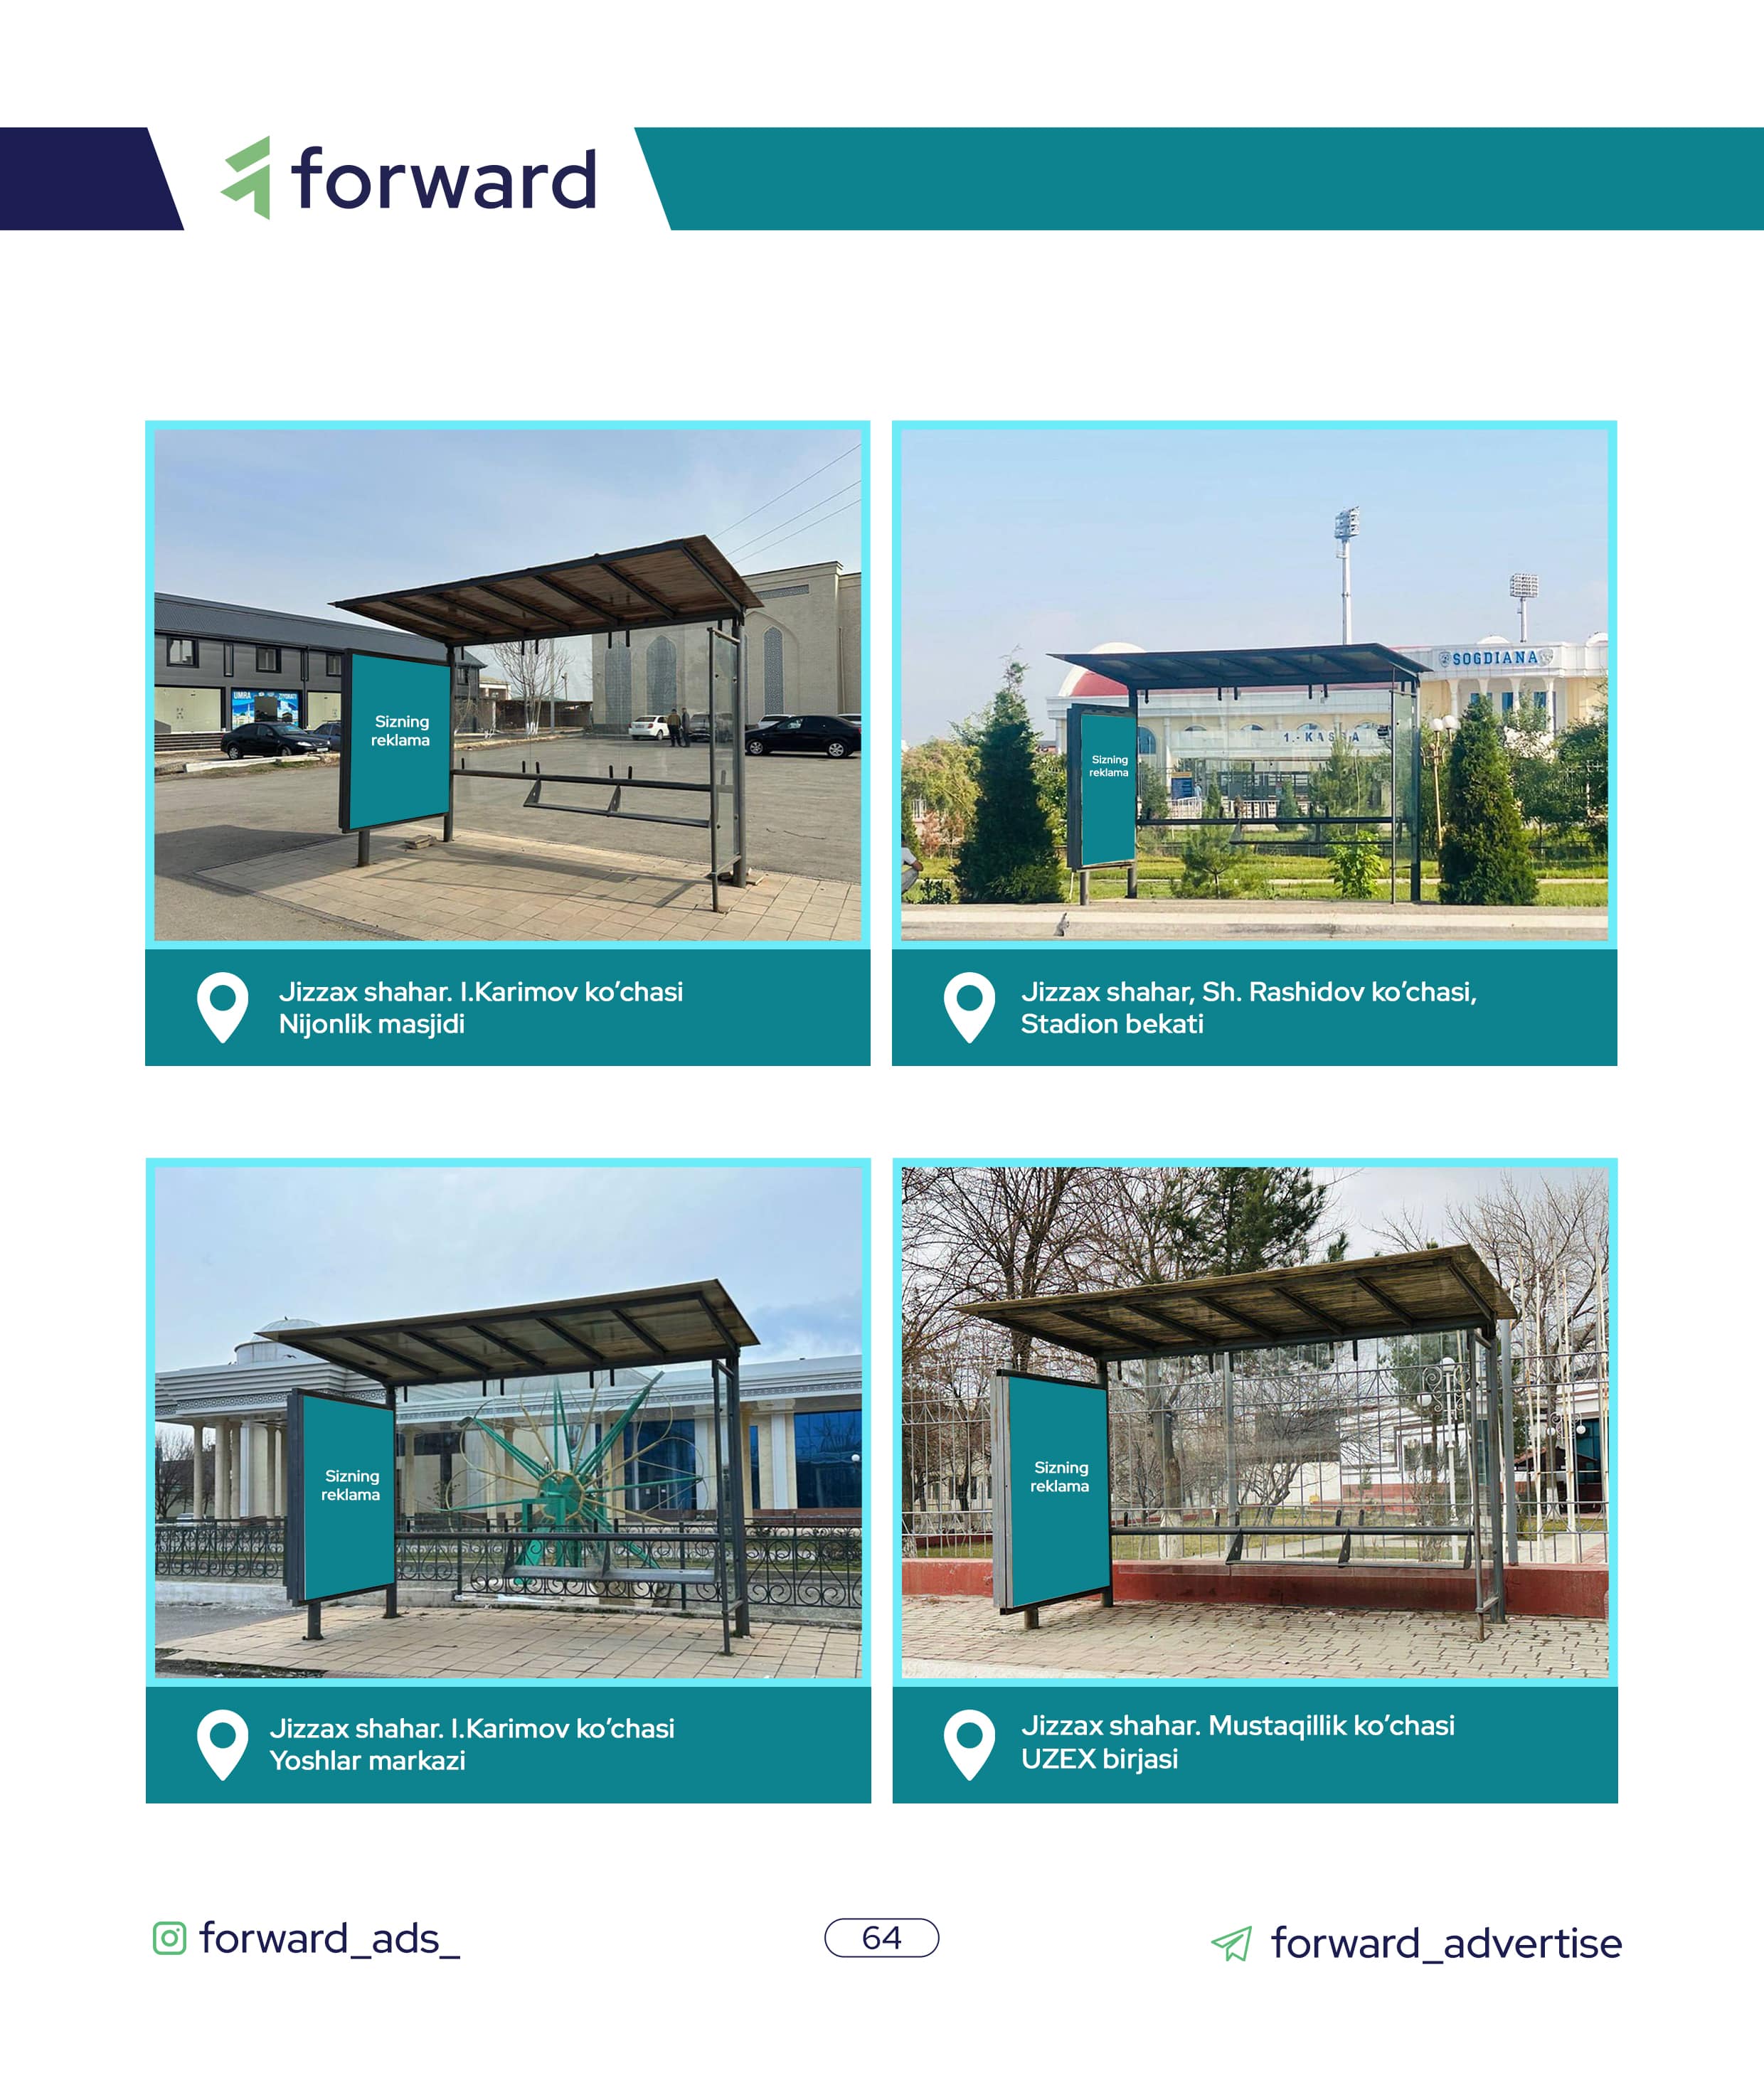 forward
UMRA
Sizning
reklama
SOGDIANA
1.-KASSA
Sizning
reklama
Jizzax shahar. I.Karimov ko’chasi
Nijonlik masjidi
Jizzax shahar, Sh. Rashidov ko’chasi,
Stadion bekati
Sizning
reklama
Sizning
reklama
Jizzax shahar. I.Karimov ko’chasi
Yoshlar markazi
Jizzax shahar. Mustaqillik ko’chasi
UZEX birjasi
forward_ads_
64
forward_advertise